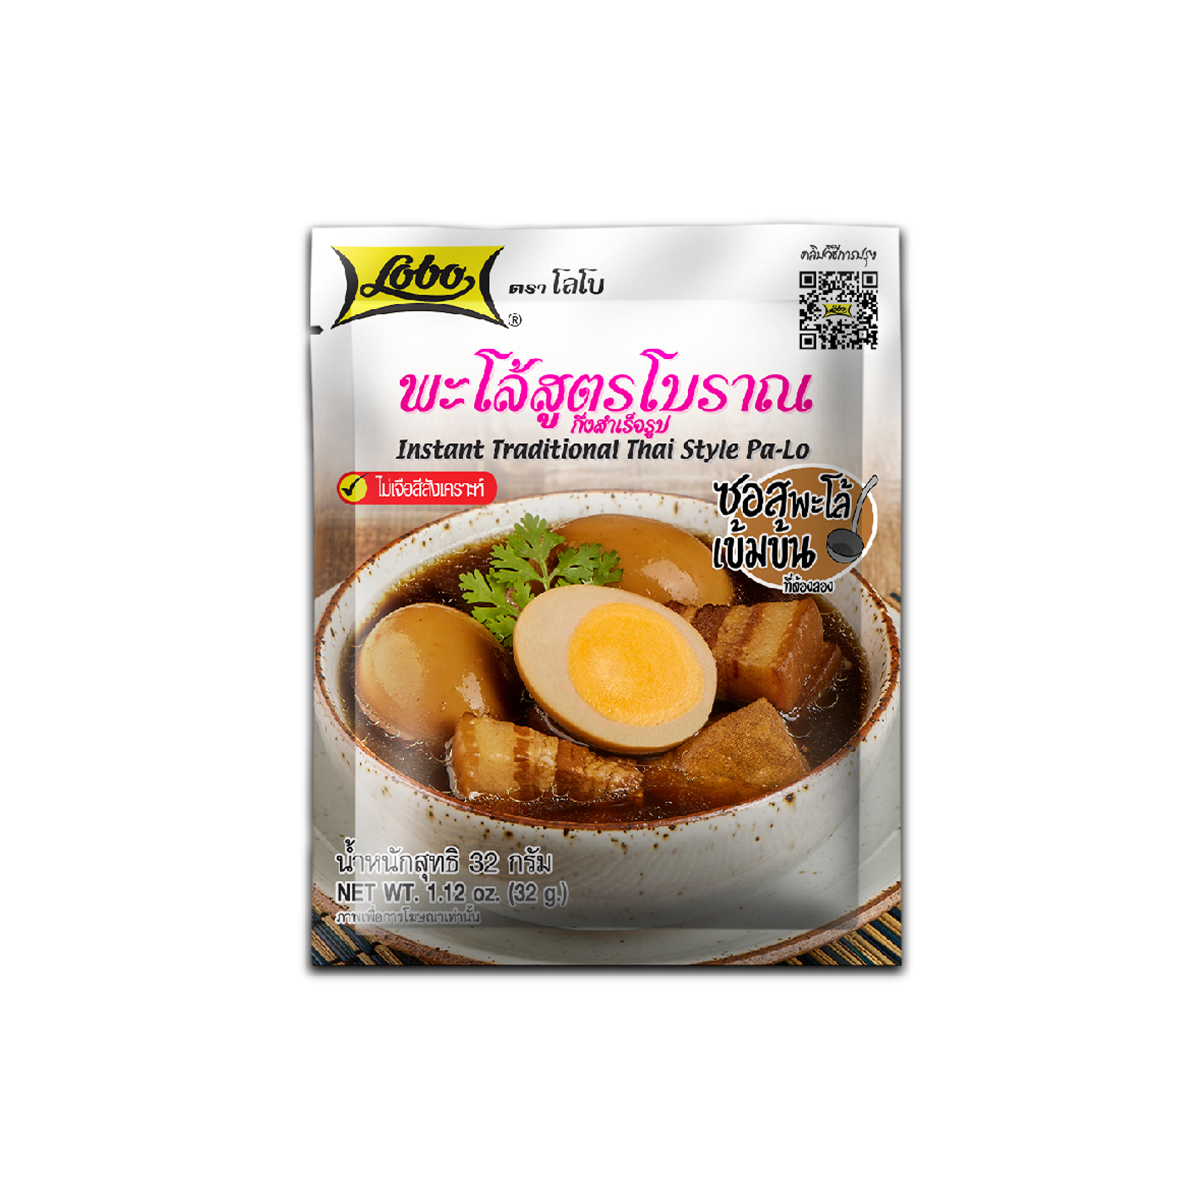 Lobo
®
ตรา โลโบ
คลิปวิธีการปรุง
Lobo
พะโล้สูตรโบราณ
กึ่งสำเร็จรูป
Instant Traditional Thai Style Pa-Lo
ไม่เจือสีสังเคราะห์
ซอสพะโล้
เข้มข้น
ที่ต้องลอง
น้ำหนักสุทธิ 32 กรัม
NET WT. 1.12 oz. (32 g.)
ภาพเพื่อการโฆษณาเท่านั้น